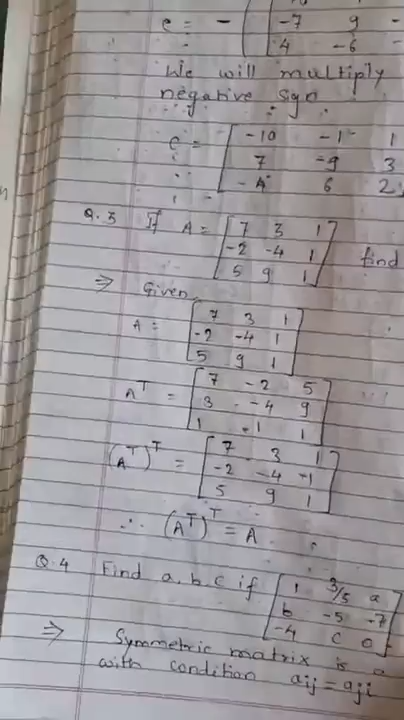 e = - [ -7 9
4 -6
We will multiply
negative sign
C = [ -10 -1 1
7 -9 3
-4 6 2
Q.3 If A = [ 7 3 1 ] find
[ -2 -4 1 ]
[ 5 9 1 ]
⇒ Given,
A = [ 7 3 1 ]
[ -2 -4 1 ]
[ 5 9 1 ]
A^T = [ 7 -2 5 ]
[ 3 -4 9 ]
[ 1 -1 1 ]
(A^T)^T = [ 7 3 1 ]
[ -2 -4 -1 ]
[ 5 9 1 ]
∴ (A^T)^T = A
Q.4 Find a, b, c if [ 1 3/5 a ]
[ b -5 -7 ]
[ -4 c 0 ]
⇒ Symmetric matrix is a
with condition aij = aji